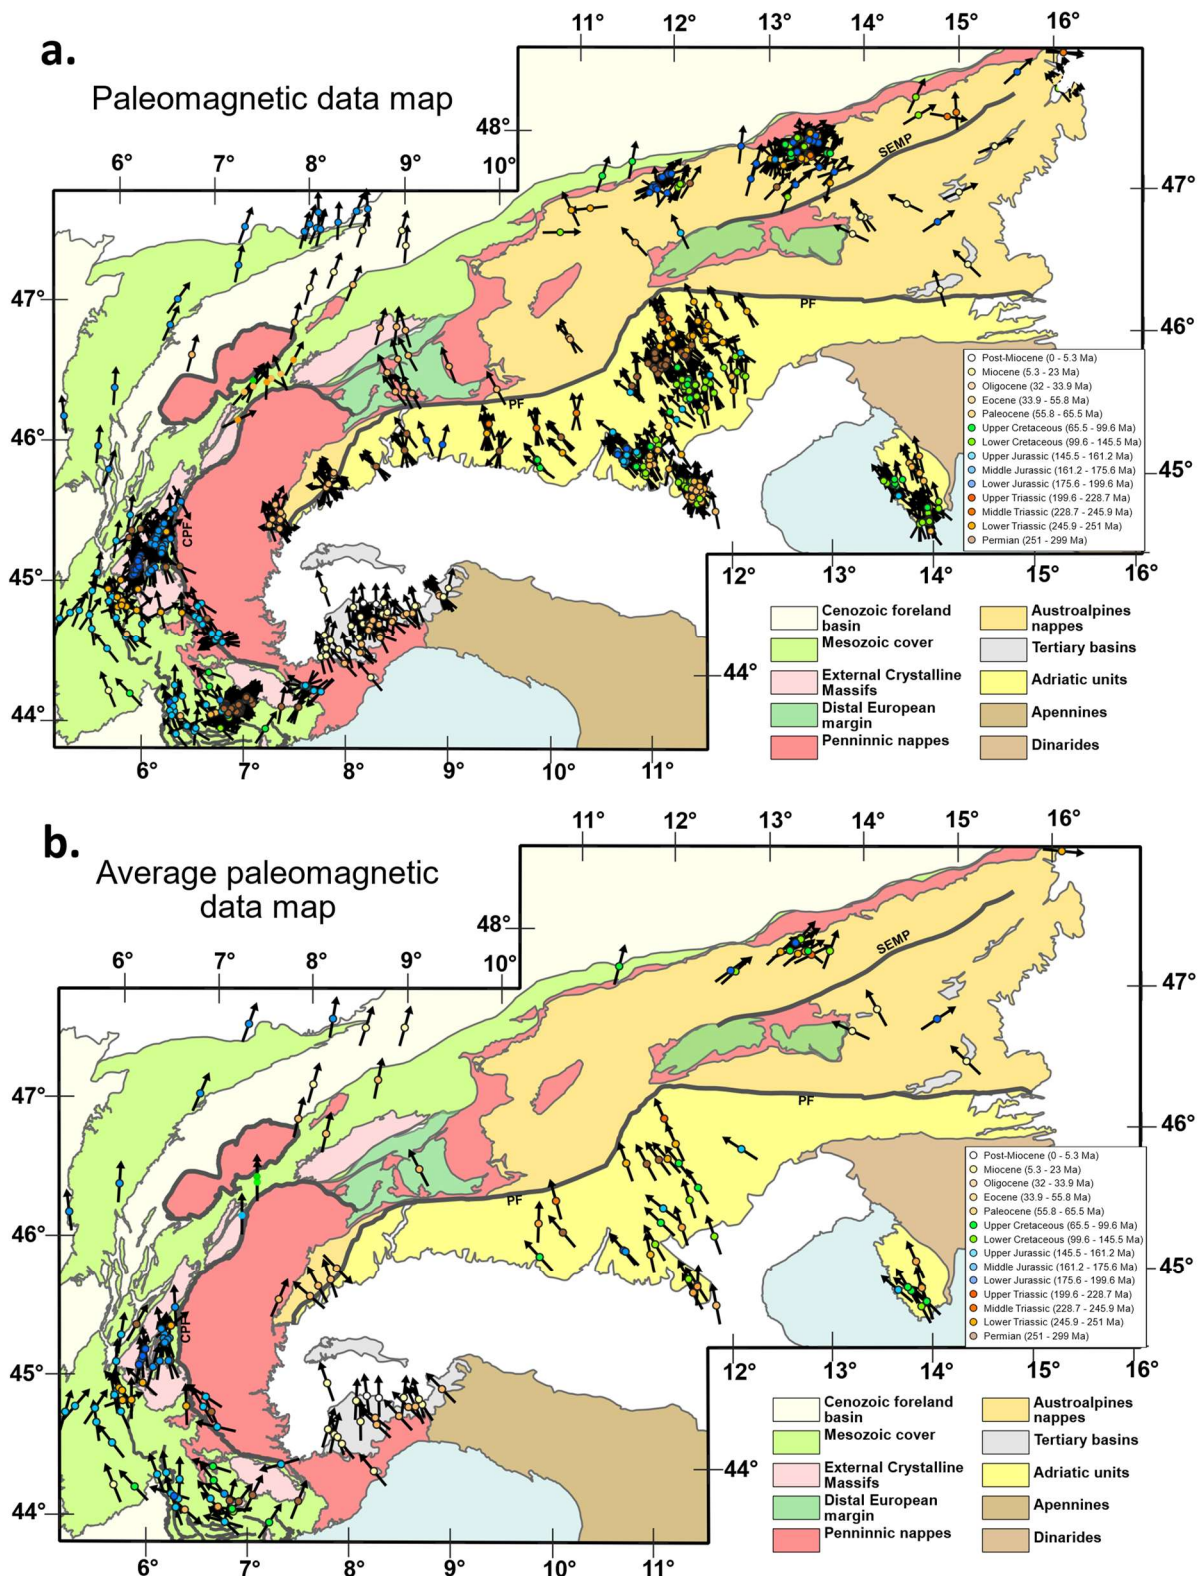 a.
Paleomagnetic data map
11° 12° 13° 14° 15° 16°
48°
6° 7° 8° 9° 10°
SEMP
47°
47°
PF
46°
PF
46°
45°
CPF
45°
44°
44°
12° 13° 14° 15° 16°
6° 7° 8° 9° 10° 11°
Post-Miocene (0 - 5.3 Ma)
Miocene (5.3 - 23 Ma)
Oligocene (32 - 33.9 Ma)
Eocene (33.9 - 55.8 Ma)
Paleocene (55.8 - 65.5 Ma)
Upper Cretaceous (65.5 - 99.6 Ma)
Lower Cretaceous (99.6 - 145.5 Ma)
Upper Jurassic (145.5 - 161.2 Ma)
Middle Jurassic (161.2 - 175.6 Ma)
Lower Jurassic (175.6 - 199.6 Ma)
Upper Triassic (199.6 - 228.7 Ma)
Middle Triassic (228.7 - 245.9 Ma)
Lower Triassic (245.9 - 251 Ma)
Permian (251 - 299 Ma)
Cenozoic foreland
basin
Mesozoic cover
External Crystalline
Massifs
Distal European
margin
Penninnic nappes
Austroalpines
nappes
Tertiary basins
Adriatic units
Apennines
Dinarides
b.
Average paleomagnetic
data map
11° 12° 13° 14° 15° 16°
48°
6° 7° 8° 9° 10°
SEMP
47°
47°
PF
46°
PF
46°
45°
CPF
45°
44°
44°
12° 13° 14° 15° 16°
6° 7° 8° 9° 10° 11°
Post-Miocene (0 - 5.3 Ma)
Miocene (5.3 - 23 Ma)
Oligocene (32 - 33.9 Ma)
Eocene (33.9 - 55.8 Ma)
Paleocene (55.8 - 65.5 Ma)
Upper Cretaceous (65.5 - 99.6 Ma)
Lower Cretaceous (99.6 - 145.5 Ma)
Upper Jurassic (145.5 - 161.2 Ma)
Middle Jurassic (161.2 - 175.6 Ma)
Lower Jurassic (175.6 - 199.6 Ma)
Upper Triassic (199.6 - 228.7 Ma)
Middle Triassic (228.7 - 245.9 Ma)
Lower Triassic (245.9 - 251 Ma)
Permian (251 - 299 Ma)
Cenozoic foreland
basin
Mesozoic cover
External Crystalline
Massifs
Distal European
margin
Penninnic nappes
Austroalpines
nappes
Tertiary basins
Adriatic units
Apennines
Dinarides